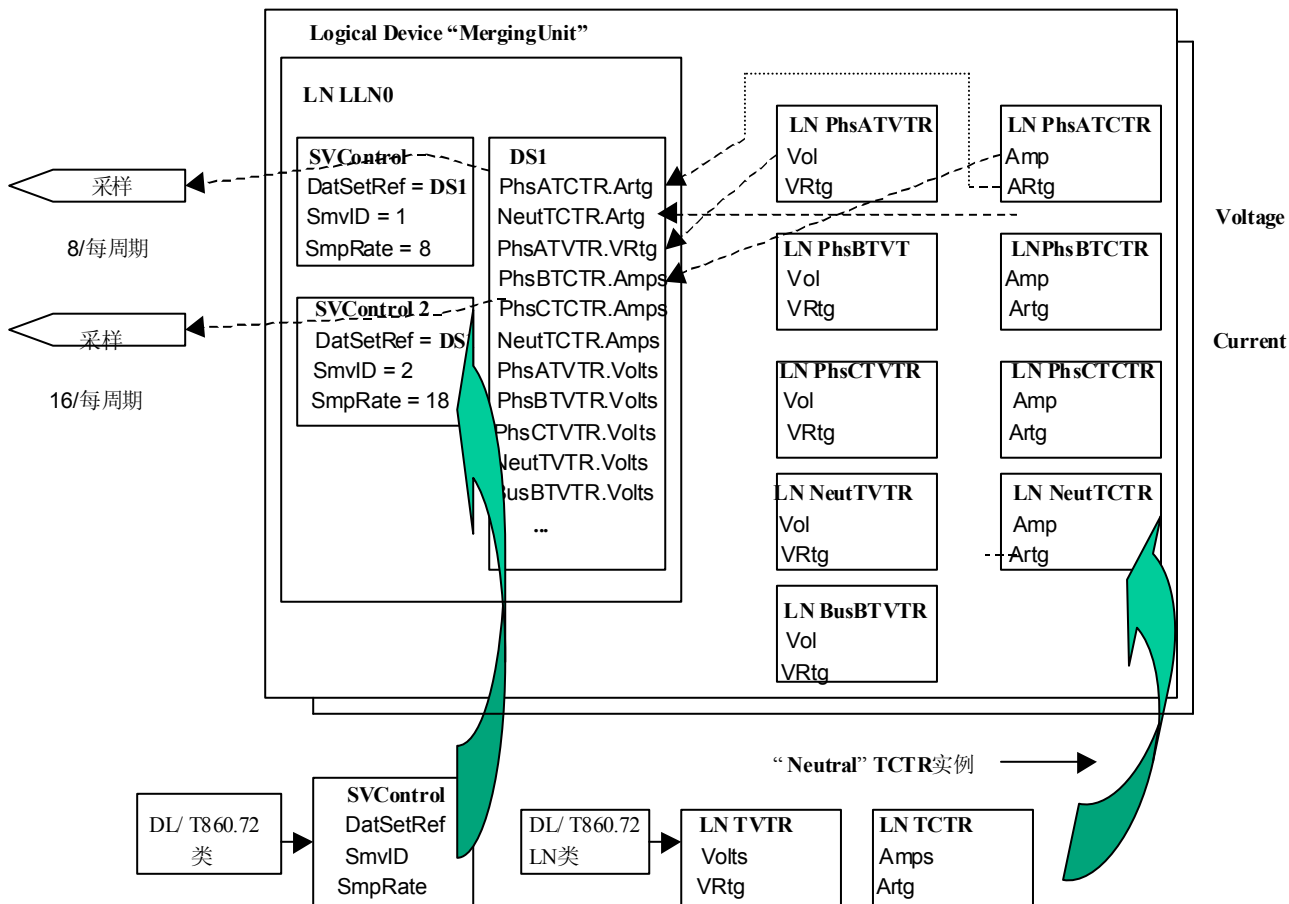 Logical Device “MergingUnit”
LN LLN0
SVControl
DatSetRef = DS1
SmvID = 1
SmpRate = 8
SVControl 2
DatSetRef = DS
SmvID = 2
SmpRate = 18
DS1
PhsATCTR.Artg
NeutTCTR.Artg
PhsATVTR.VRtg
PhsBTCTR.Amps
PhsCTCTR.Amps
NeutTCTR.Amps
PhsATVTR.Volts
PhsBTVTR.Volts
PhsCTVTR.Volts
NeutTVTR.Volts
BusBTVTR.Volts
...
LN PhsATVTR
Vol
VRtg
LN PhsATCTR
Amp
ARtg
LN PhsBTVT
Vol
VRtg
LNPhsBTCTR
Amp
Artg
LN PhsCTVTR
Vol
VRtg
LN PhsCTCTR
Amp
Artg
LN NeutTVTR
Vol
VRtg
LN NeutTCTR
Amp
Artg
LN BusBTVTR
Vol
VRtg
采样
8/每周期
采样
16/每周期
Voltage
Current
“ Neutral” TCTR实例
DL/ T860.72
类
SVControl
DatSetRef
SmvID
SmpRate
DL/ T860.72
LN类
LN TVTR
Volts
VRtg
LN TCTR
Amps
Artg